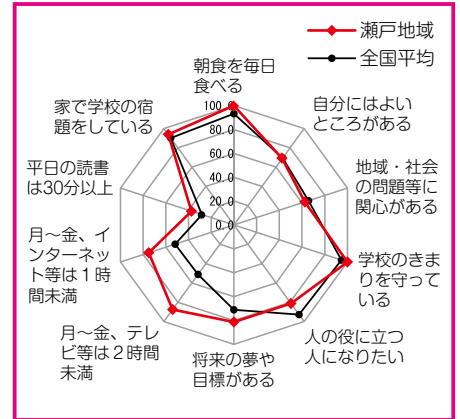 瀬戸地域
全国平均
朝食を毎日
食べる
自分にはよい
ところがある
地域・社会
の問題等に
関心がある
学校のきま
りを守って
いる
人の役に立つ
人になりたい
将来の夢や
目標がある
月〜金、テレ
ビ等は2時間
未満
月〜金、イ
ンターネッ
ト等は1時
間未満
平日の読書
は30分以上
家で学校の宿
題をしている
100.0
80.0
60.0
40.0
20.0
0.0